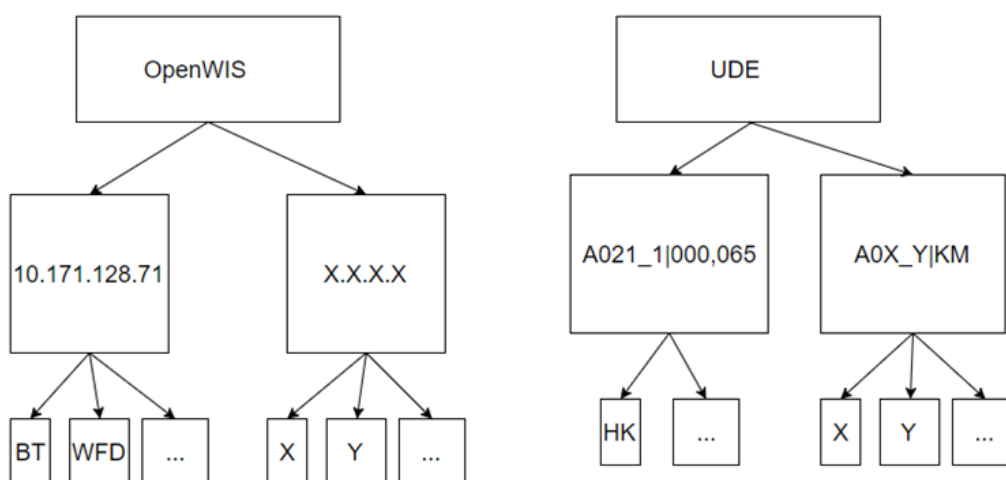 OpenWIS
UDE
10.171.128.71
X.X.X.X
A021_1|000,065
A0X_Y|KM
BT
WFD
...
X
Y
...
HK
...
X
Y
...